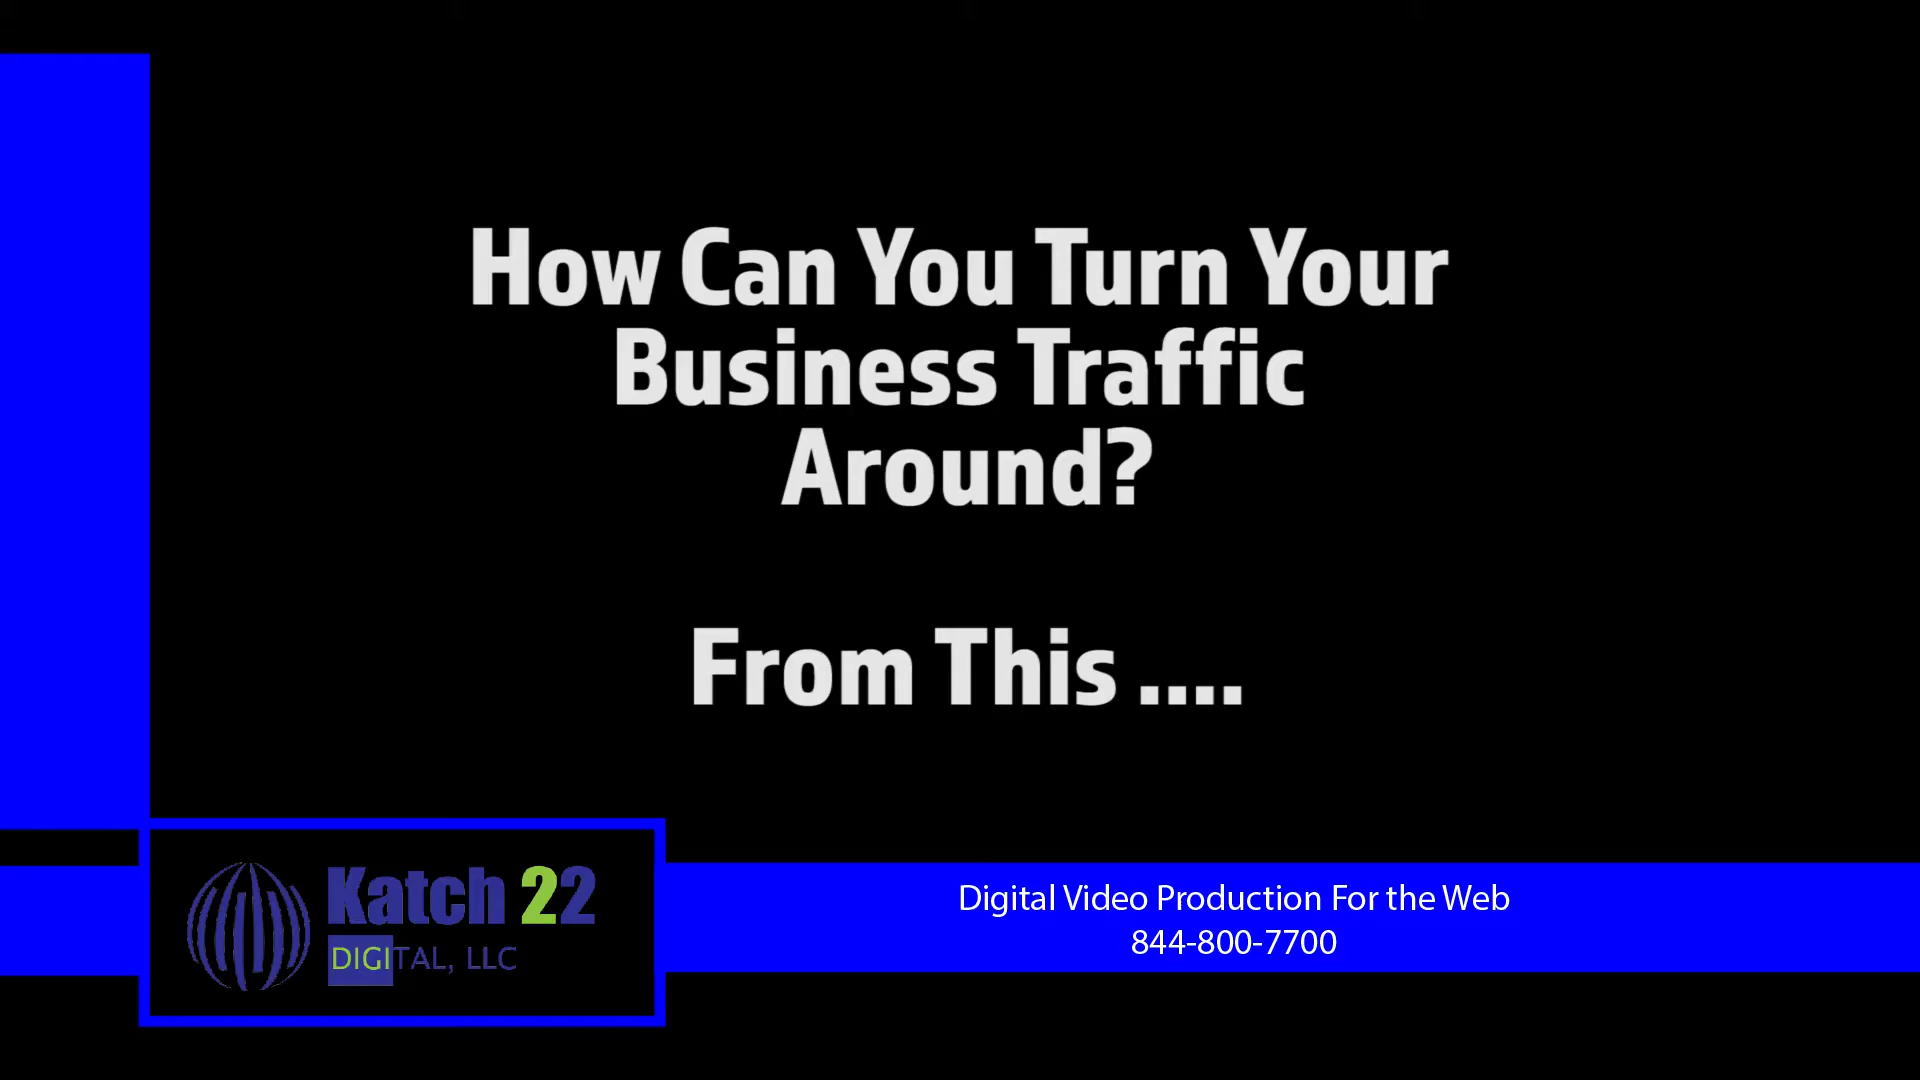 How Can You Turn Your
Business Traffic
Around?
From This ....
Katch 22
DIGITAL, LLC
Digital Video Production For the Web
844-800-7700